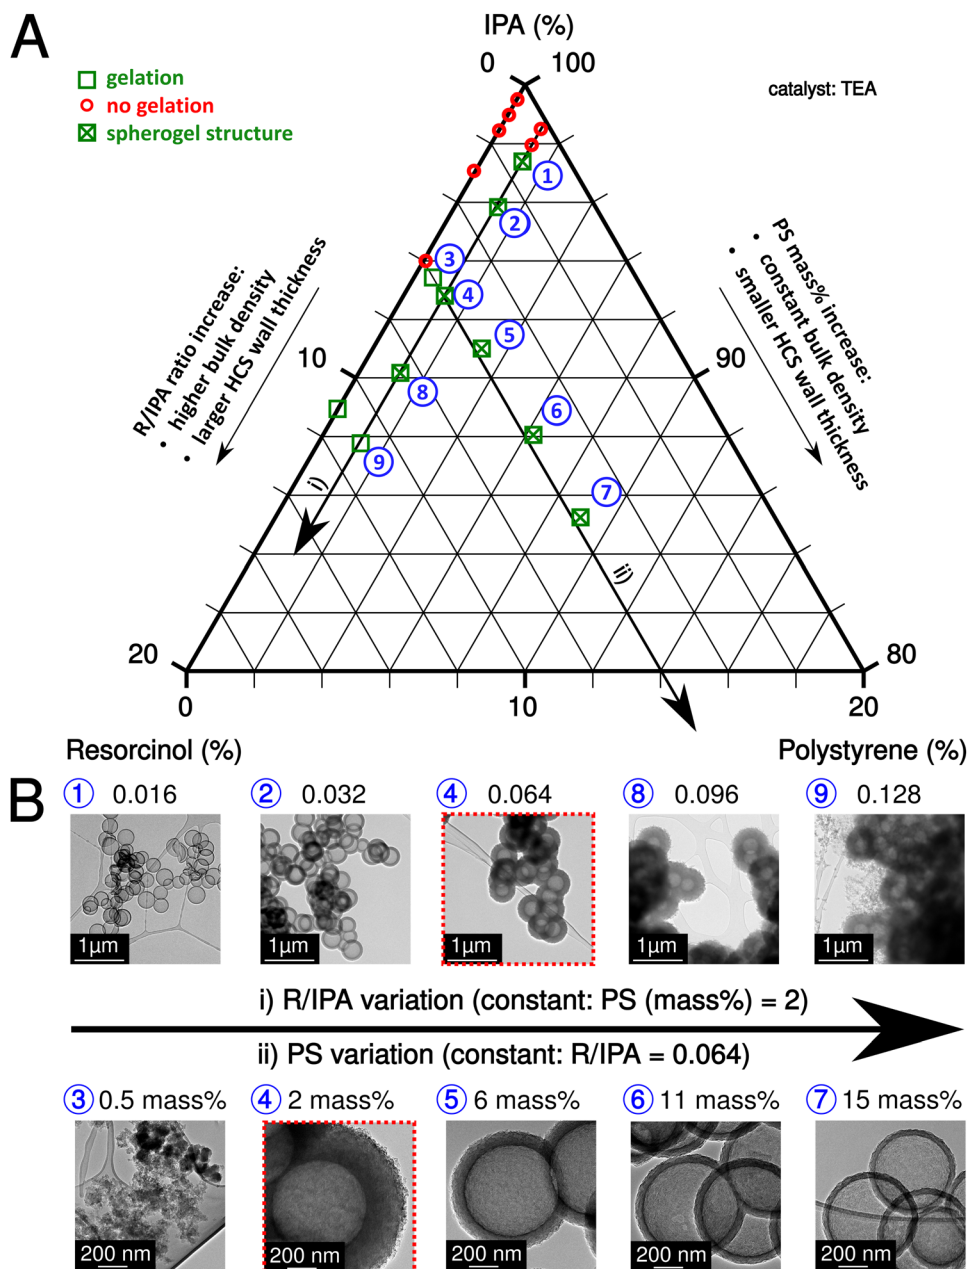 A
IPA (%)
0 100
gelation
no gelation
spherogel structure
catalyst: TEA
1
2
3
4
5
6
7
8
9
R/IPA ratio increase:
• higher bulk density
• larger HCS wall thickness
PS mass% increase:
• constant bulk density
• smaller HCS wall thickness
10
90
i)
ii)
20
80
0
10
20
Resorcinol (%)
Polystyrene (%)
B
1 0.016
2 0.032
4 0.064
8 0.096
9 0.128
1µm
1µm
1µm
1µm
1µm
i) R/IPA variation (constant: PS (mass%) = 2)
ii) PS variation (constant: R/IPA = 0.064)
3 0.5 mass%
4 2 mass%
5 6 mass%
6 11 mass%
7 15 mass%
200 nm
200 nm
200 nm
200 nm
200 nm